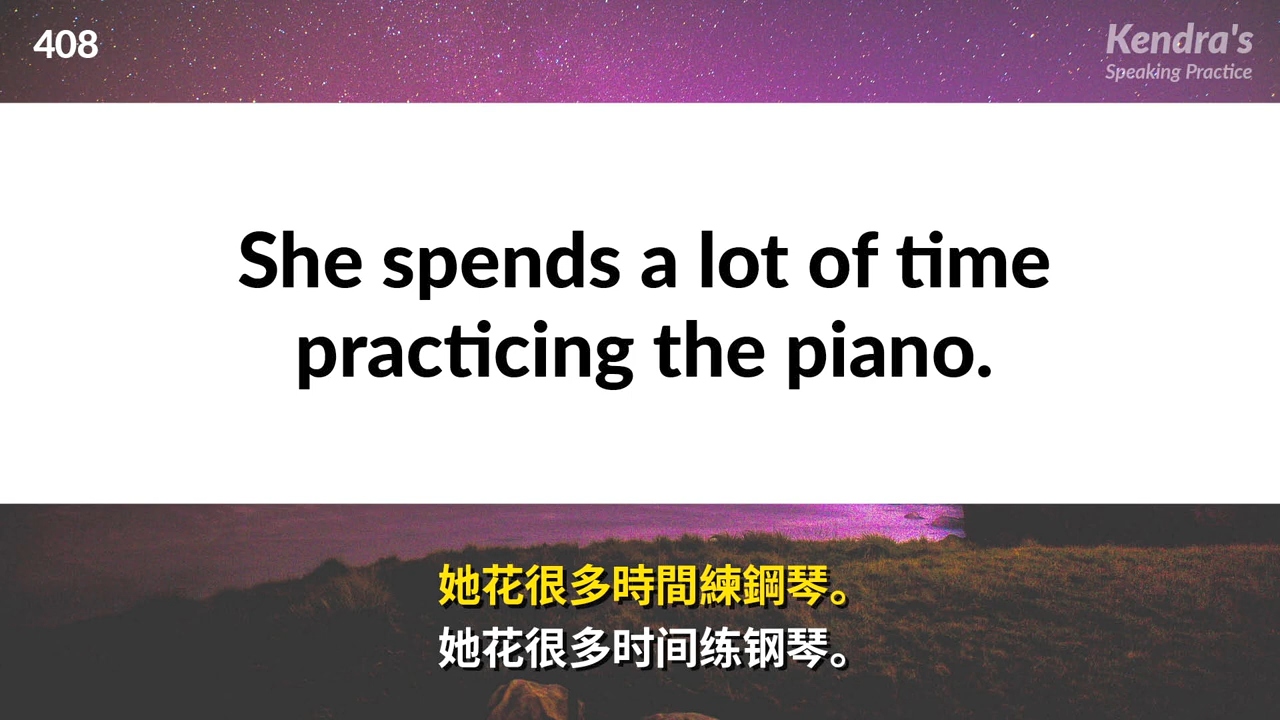 408
Kendra's
Speaking Practice
She spends a lot of time
practicing the piano.
她花很多時間練鋼琴。
她花很多时间练钢琴。